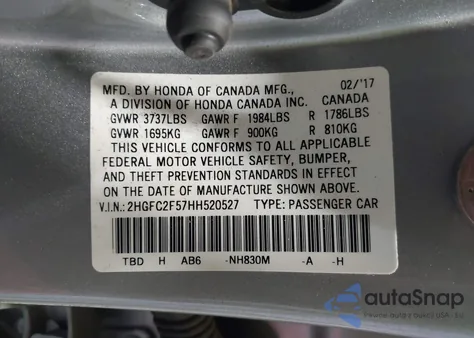 MFD. BY HONDA OF CANADA MFG., 02/'17
A DIVISION OF HONDA CANADA INC. CANADA
GVWR 3737LBS GAWR F 1984LBS R 1786LBS
GVWR 1695KG GAWR F 900KG R 810KG
THIS VEHICLE CONFORMS TO ALL APPLICABLE
FEDERAL MOTOR VEHICLE SAFETY, BUMPER,
AND THEFT PREVENTION STANDARDS IN EFFECT
ON THE DATE OF MANUFACTURE SHOWN ABOVE.
V.I.N.: 2HGFC2F57HH520527 TYPE: PASSENGER CAR
TBD H AB6 -NH830M -A -H
autoSnap